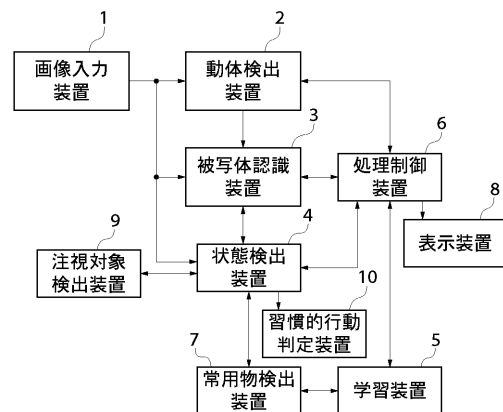 1
画像入力
装置
2
動体検出
装置
3
被写体認識
装置
6
処理制御
装置
8
表示装置
9
注視対象
検出装置
4
状態検出
装置
10
習慣的行動
判定装置
7
常用物検出
装置
5
学習装置